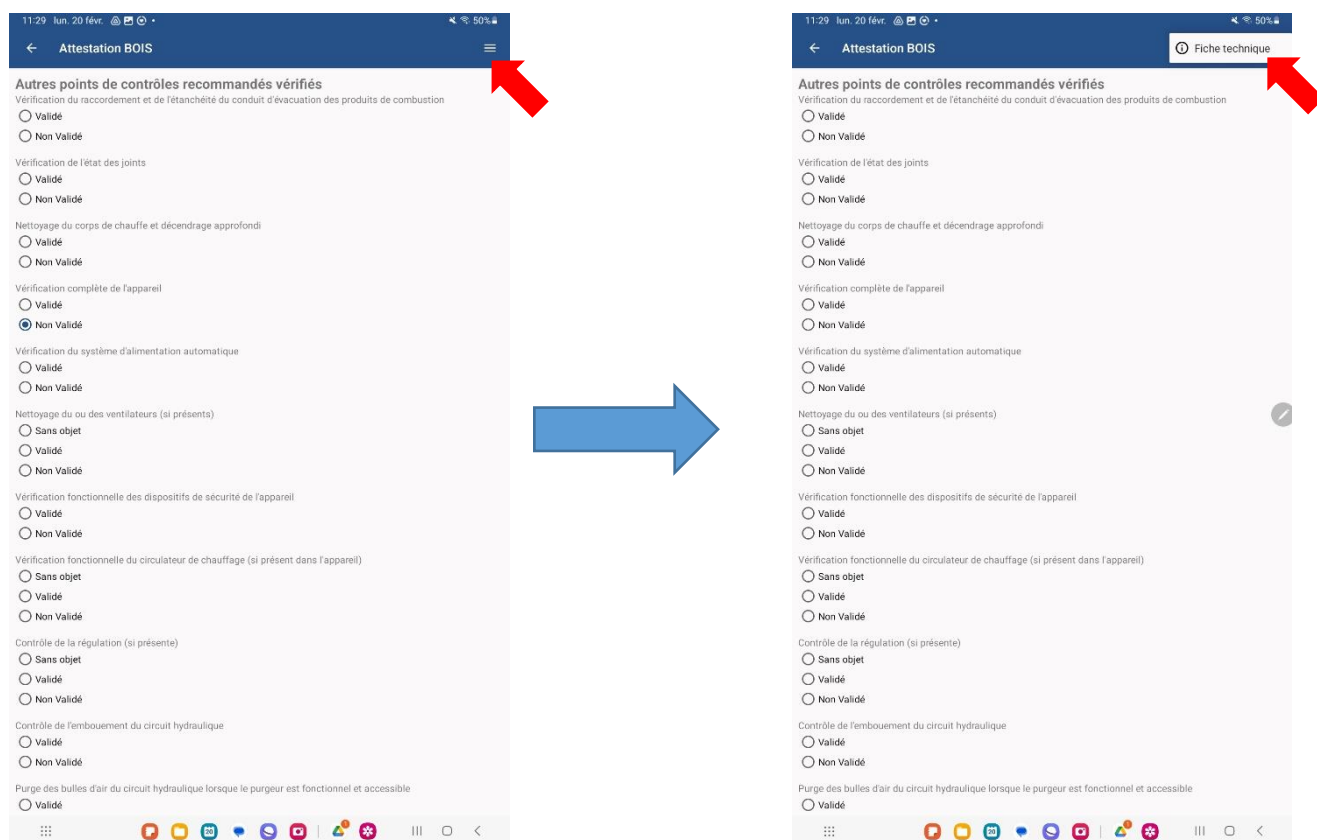 11:29 lun. 20 févr.
50%
Attestation BOIS
Autres points de contrôles recommandés vérifiés
Vérification du raccordement et de l'étanchéité du conduit d'évacuation des produits de combustion
Validé
Non Validé
Vérification de l'état des joints
Validé
Non Validé
Nettoyage du corps de chauffe et décendrage approfondi
Validé
Non Validé
Vérification complète de l'appareil
Validé
Non Validé
Vérification du système d'alimentation automatique
Validé
Non Validé
Nettoyage du ou des ventilateurs (si présents)
Sans objet
Validé
Non Validé
Vérification fonctionnelle des dispositifs de sécurité de l'appareil
Validé
Non Validé
Vérification fonctionnelle du circulateur de chauffage (si présent dans l'appareil)
Sans objet
Validé
Non Validé
Contrôle de la régulation (si présente)
Sans objet
Validé
Non Validé
Contrôle de l'embouement du circuit hydraulique
Validé
Non Validé
Purge des bulles d'air du circuit hydraulique lorsque le purgeur est fonctionnel et accessible
Validé
20
11:29 lun. 20 févr.
50%
Attestation BOIS
Fiche technique
Autres points de contrôles recommandés vérifiés
Vérification du raccordement et de l'étanchéité du conduit d'évacuation des produits de combustion
Validé
Non Validé
Vérification de l'état des joints
Validé
Non Validé
Nettoyage du corps de chauffe et décendrage approfondi
Validé
Non Validé
Vérification complète de l'appareil
Validé
Non Validé
Vérification du système d'alimentation automatique
Validé
Non Validé
Nettoyage du ou des ventilateurs (si présents)
Sans objet
Validé
Non Validé
Vérification fonctionnelle des dispositifs de sécurité de l'appareil
Validé
Non Validé
Vérification fonctionnelle du circulateur de chauffage (si présent dans l'appareil)
Sans objet
Validé
Non Validé
Contrôle de la régulation (si présente)
Sans objet
Validé
Non Validé
Contrôle de l'embouement du circuit hydraulique
Validé
Non Validé
Purge des bulles d'air du circuit hydraulique lorsque le purgeur est fonctionnel et accessible
Validé
20